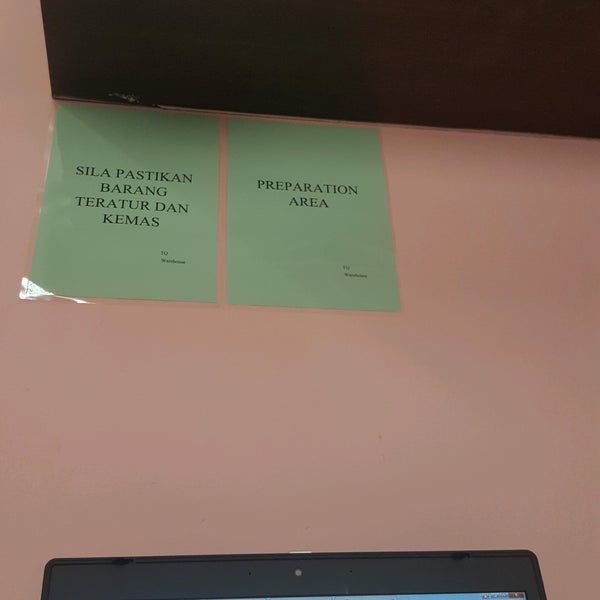 SILA PASTIKAN
BARANG
TERATUR DAN
KEMAS
TQ
Warehouse
PREPARATION
AREA
TQ
Warehouse